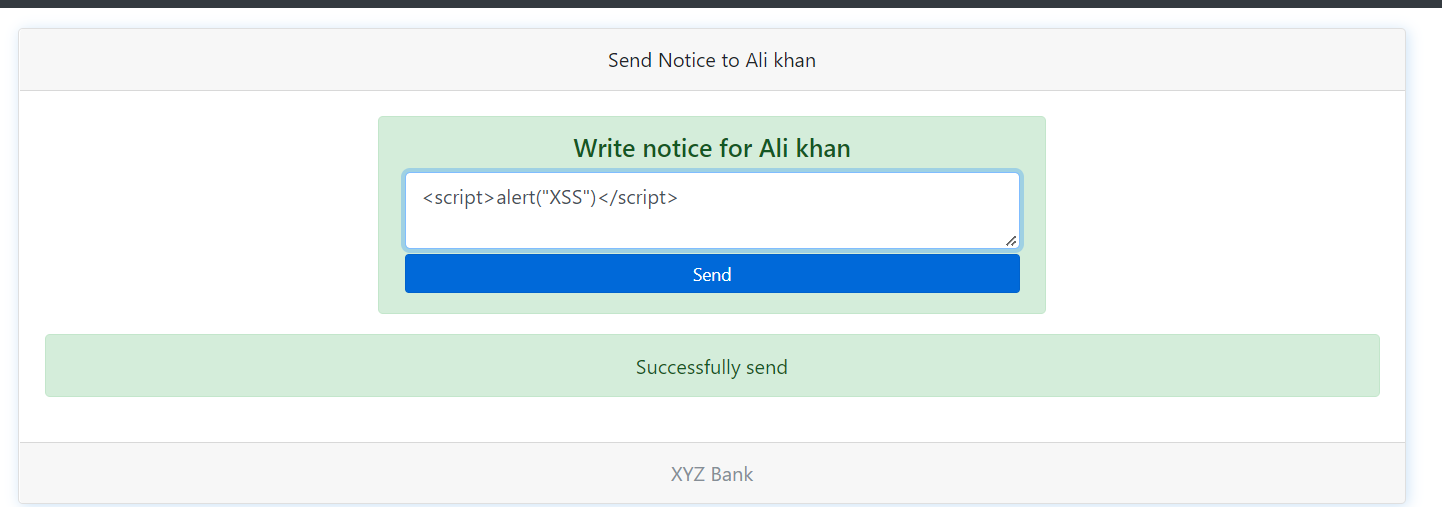 Send Notice to Ali khan
Write notice for Ali khan
<script>alert("XSS")</script>
Send
Successfully send
XYZ Bank